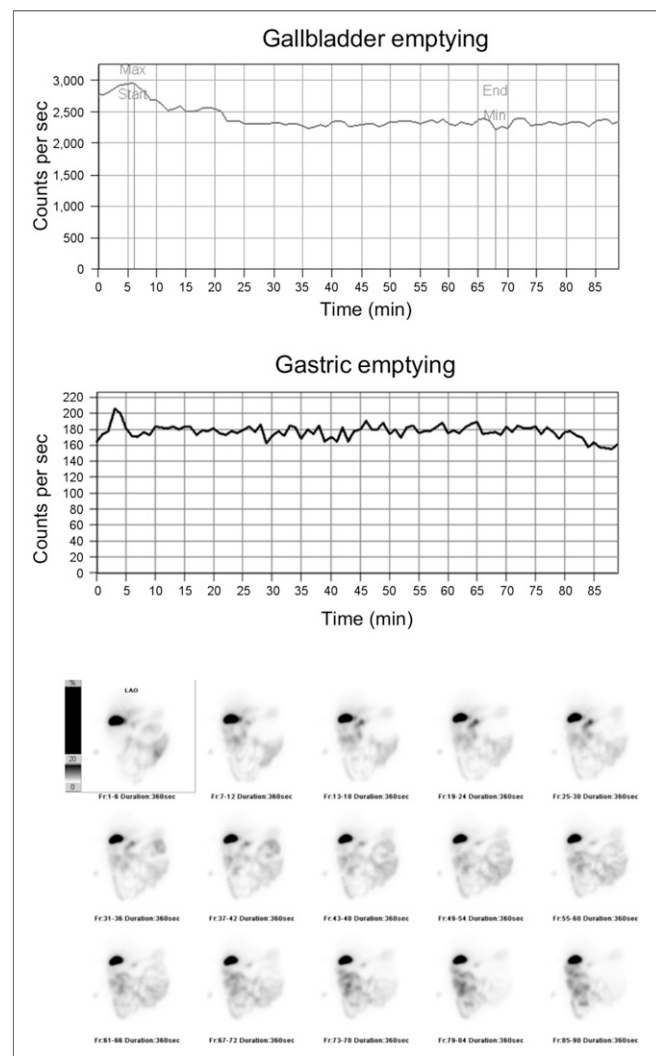 Gallbladder emptying
Counts per sec
3,000
2,500
2,000
1,500
1,000
500
0
Max
Start
End
Min
0 5 10 15 20 25 30 35 40 45 50 55 60 65 70 75 80 85
Time (min)
Gastric emptying
Counts per sec
220
200
180
160
140
120
100
80
60
40
20
0
0 5 10 15 20 25 30 35 40 45 50 55 60 65 70 75 80 85
Time (min)
%
20
0
LAO
Fr:1-6 Duration:360sec Fr:7-12 Duration:360sec Fr:13-18 Duration:360sec Fr:19-24 Duration:360sec Fr:25-30 Duration:360sec
Fr:31-36 Duration:360sec Fr:37-42 Duration:360sec Fr:43-48 Duration:360sec Fr:49-54 Duration:360sec Fr:55-60 Duration:360sec
Fr:61-66 Duration:360sec Fr:67-72 Duration:360sec Fr:73-78 Duration:360sec Fr:79-84 Duration:360sec Fr:85-90 Duration:360sec